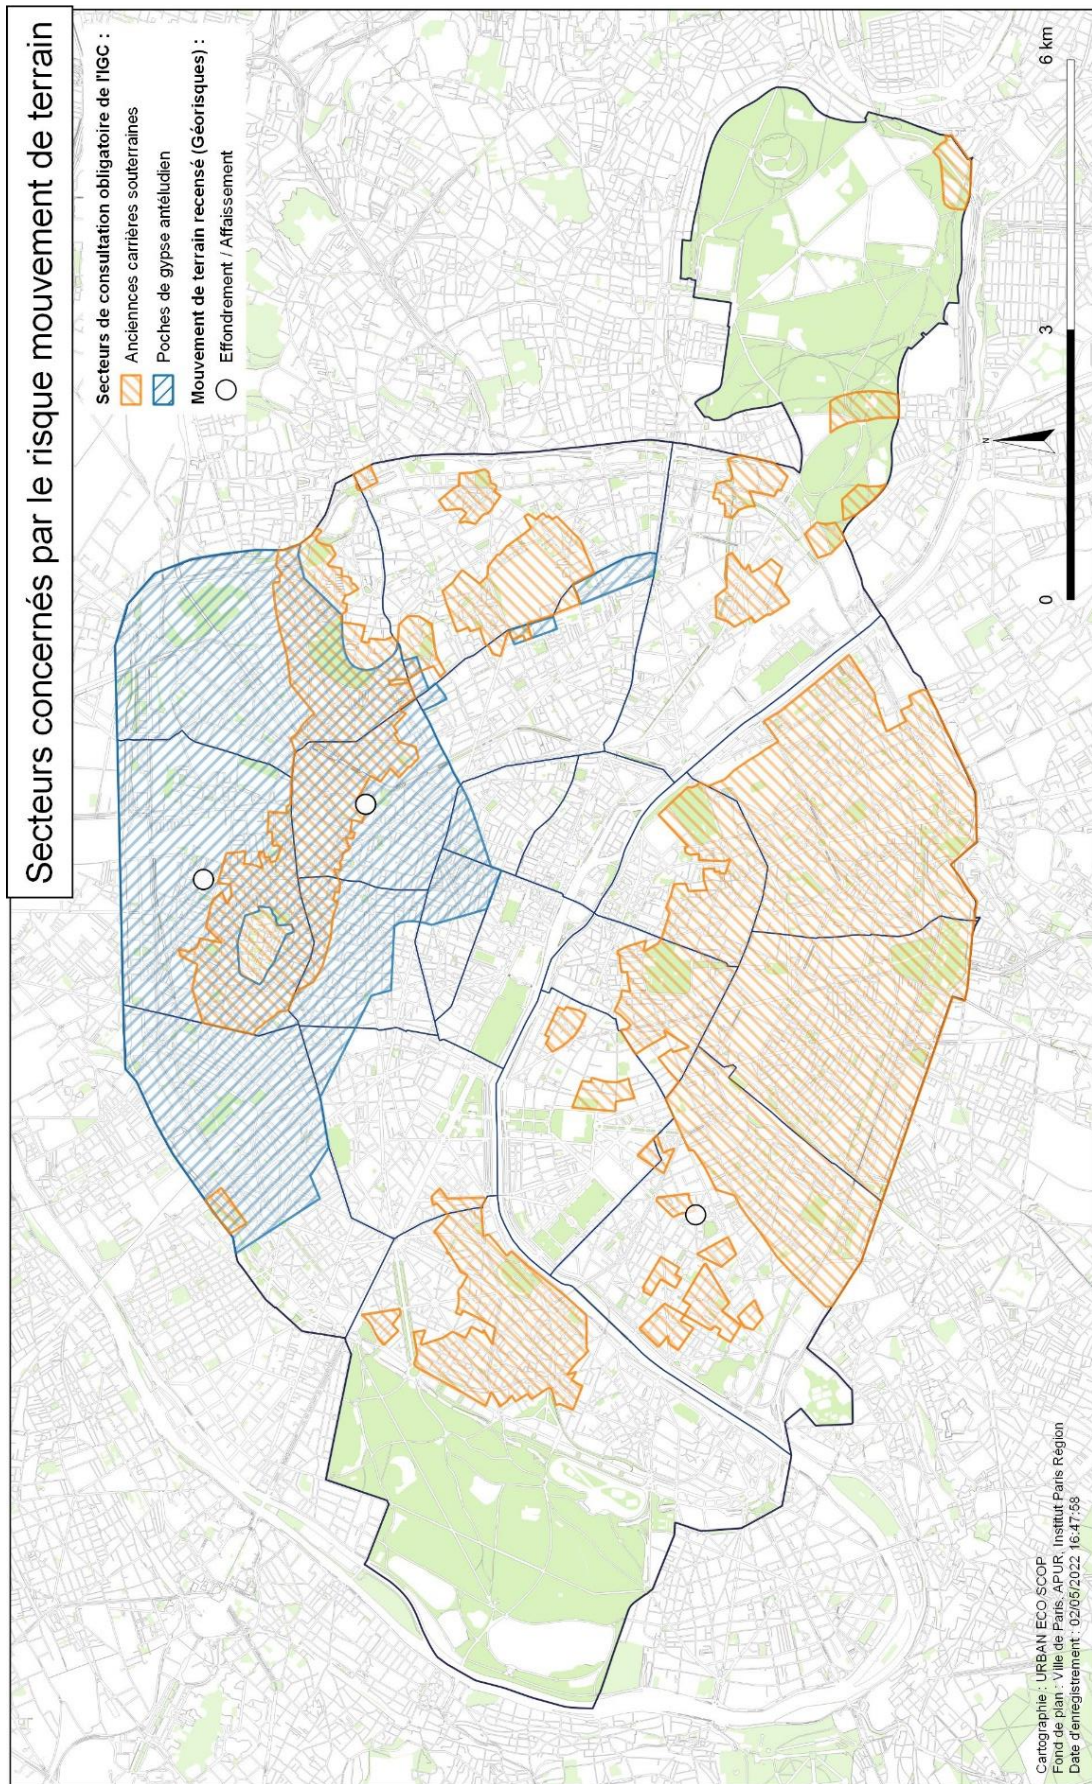 Secteurs concernés par le risque mouvement de terrain
Secteurs de consultation obligatoire de l'IGC :
Anciennces carrières souterraines
Poches de gypse antéludien
Mouvement de terrain recensé (Géorisques) :
Effondrement / Affaissement
N
0
3
6 km
Cartographie : URBAN ECO SCOP
Fond de plan : Ville de Paris, APUR, Institut Paris Région
Date d'enregistrement : 02/05/2022 16:47:58